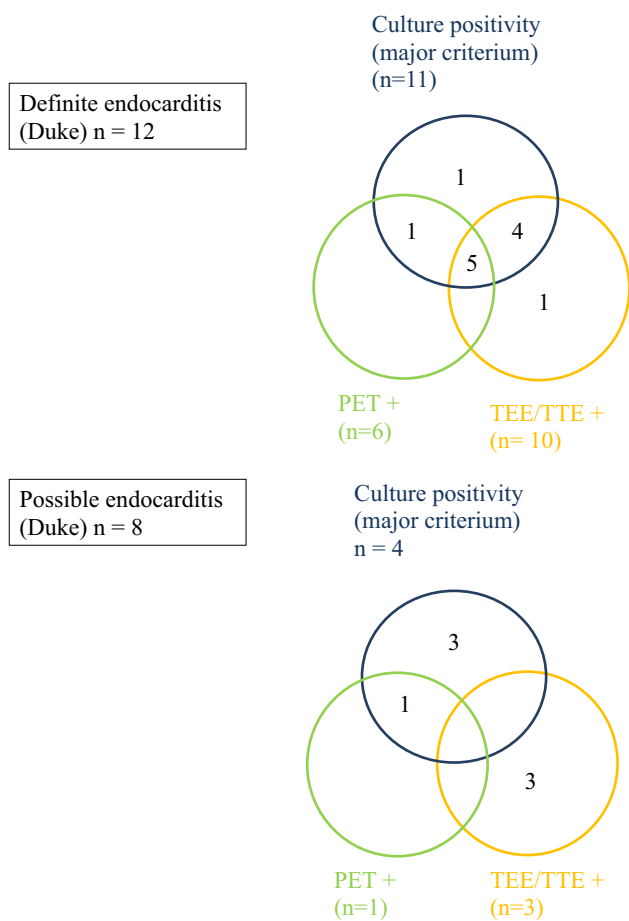 Culture positivity
(major criterium)
(n=11)
Definite endocarditis
(Duke) n = 12
1
1
4
5
1
PET +
(n=6)
TEE/TTE +
(n= 10)
Possible endocarditis
(Duke) n = 8
Culture positivity
(major criterium)
n = 4
3
1
3
PET +
(n=1)
TEE/TTE +
(n=3)